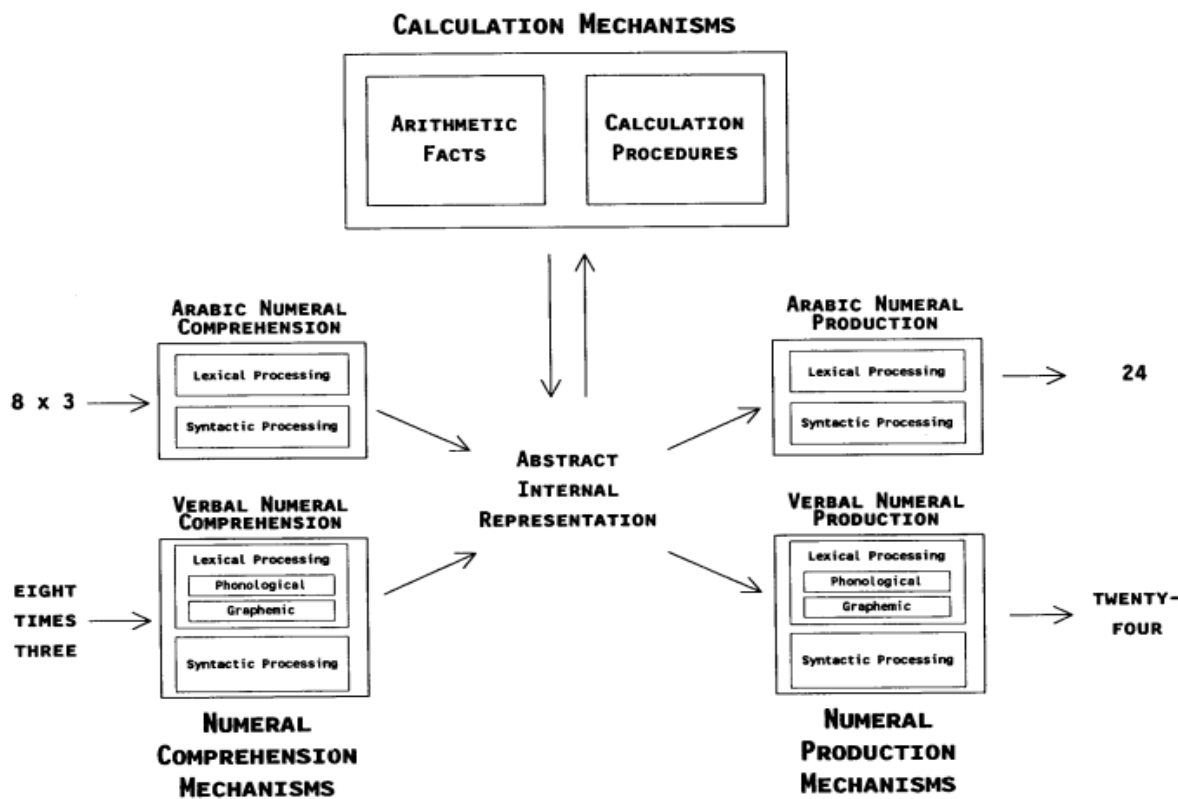 CALCULATION MECHANISMS
ARITHMETIC
FACTS
CALCULATION
PROCEDURES
ARABIC NUMERAL
COMPREHENSION
Lexical Processing
Syntactic Processing
8 x 3
VERBAL NUMERAL
COMPREHENSION
Lexical Processing
Phonological
Graphemic
Syntactic Processing
EIGHT
TIMES
THREE
NUMERAL
COMPREHENSION
MECHANISMS
ABSTRACT
INTERNAL
REPRESENTATION
ARABIC NUMERAL
PRODUCTION
Lexical Processing
Syntactic Processing
24
VERBAL NUMERAL
PRODUCTION
Lexical Processing
Phonological
Graphemic
Syntactic Processing
TWENTY-
FOUR
NUMERAL
PRODUCTION
MECHANISMS